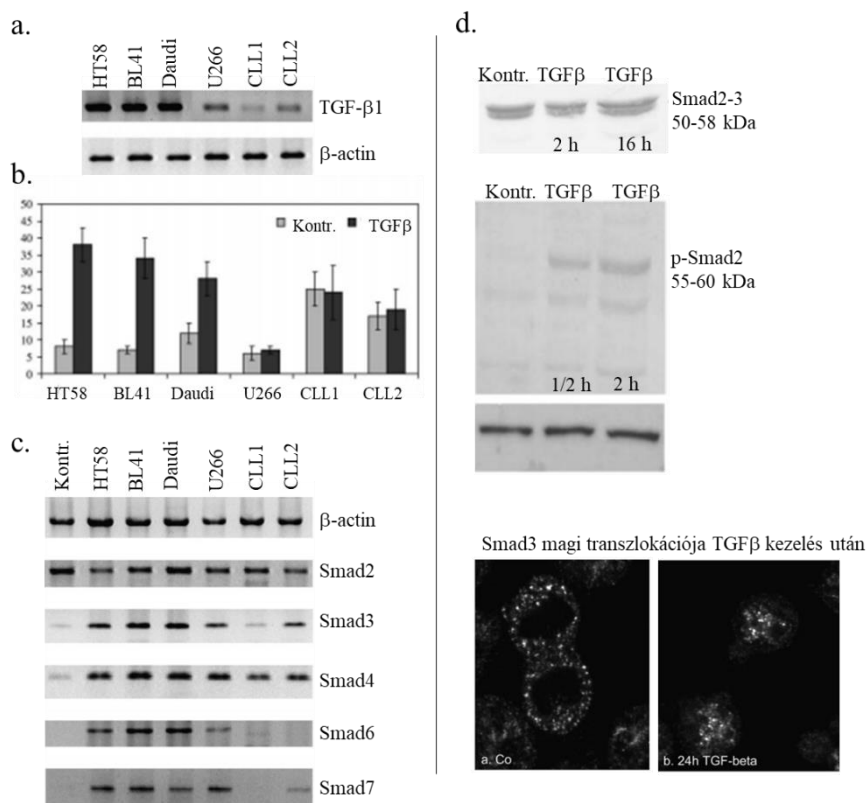 a.
HT58 BL41 Daudi U266 CLL1 CLL2
TGF-β1
β-actin
b.
50
45
40
35
30
25
20
15
10
5
0
Kontr. TGFβ
HT58 BL41 Daudi U266 CLL1 CLL2
c.
Kontr. HT58 BL41 Daudi U266 CLL1 CLL2
β-actin
Smad2
Smad3
Smad4
Smad6
Smad7
d.
Kontr. TGFβ TGFβ
Smad2-3
50-58 kDa
2 h 16 h
Kontr. TGFβ TGFβ
p-Smad2
55-60 kDa
1/2 h 2 h
Smad3 magi transzlokációja TGFβ kezelés után
a. Co
b. 24h TGF-beta